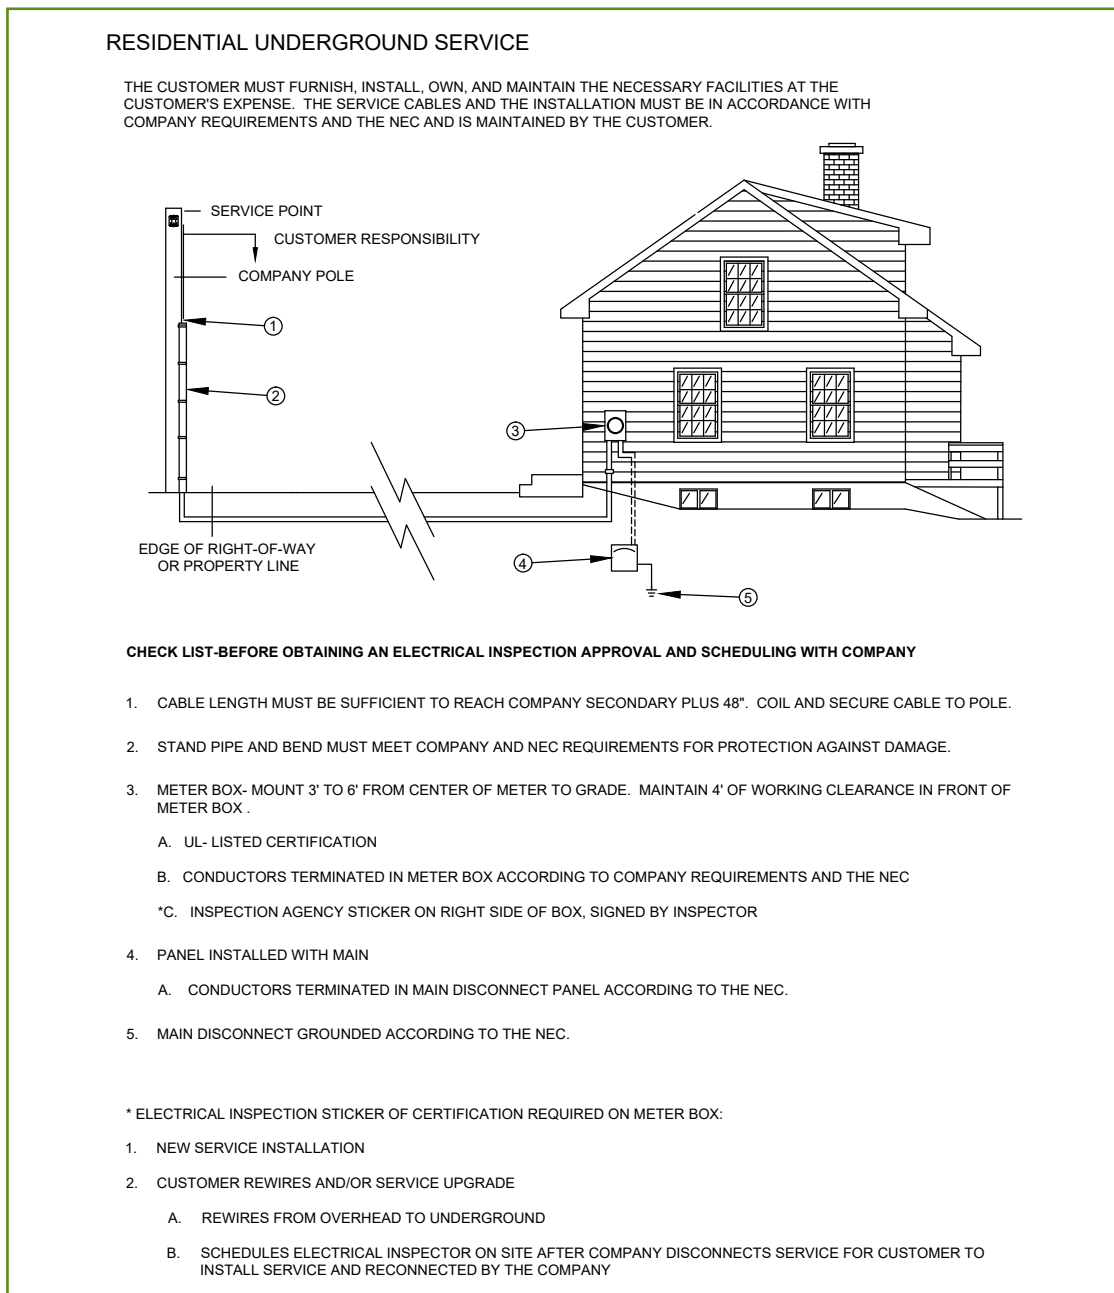 RESIDENTIAL UNDERGROUND SERVICE
THE CUSTOMER MUST FURNISH, INSTALL, OWN, AND MAINTAIN THE NECESSARY FACILITIES AT THE
CUSTOMER'S EXPENSE. THE SERVICE CABLES AND THE INSTALLATION MUST BE IN ACCORDANCE WITH
COMPANY REQUIREMENTS AND THE NEC AND IS MAINTAINED BY THE CUSTOMER.
SERVICE POINT
CUSTOMER RESPONSIBILITY
COMPANY POLE
1
2
3
EDGE OF RIGHT-OF-WAY
OR PROPERTY LINE
4
5
CHECK LIST-BEFORE OBTAINING AN ELECTRICAL INSPECTION APPROVAL AND SCHEDULING WITH COMPANY
1. CABLE LENGTH MUST BE SUFFICIENT TO REACH COMPANY SECONDARY PLUS 48". COIL AND SECURE CABLE TO POLE.
2. STAND PIPE AND BEND MUST MEET COMPANY AND NEC REQUIREMENTS FOR PROTECTION AGAINST DAMAGE.
3. METER BOX- MOUNT 3' TO 6' FROM CENTER OF METER TO GRADE. MAINTAIN 4' OF WORKING CLEARANCE IN FRONT OF
METER BOX .
A. UL- LISTED CERTIFICATION
B. CONDUCTORS TERMINATED IN METER BOX ACCORDING TO COMPANY REQUIREMENTS AND THE NEC
*C. INSPECTION AGENCY STICKER ON RIGHT SIDE OF BOX, SIGNED BY INSPECTOR
4. PANEL INSTALLED WITH MAIN
A. CONDUCTORS TERMINATED IN MAIN DISCONNECT PANEL ACCORDING TO THE NEC.
5. MAIN DISCONNECT GROUNDED ACCORDING TO THE NEC.
* ELECTRICAL INSPECTION STICKER OF CERTIFICATION REQUIRED ON METER BOX:
1. NEW SERVICE INSTALLATION
2. CUSTOMER REWIRES AND/OR SERVICE UPGRADE
A. REWIRES FROM OVERHEAD TO UNDERGROUND
B. SCHEDULES ELECTRICAL INSPECTOR ON SITE AFTER COMPANY DISCONNECTS SERVICE FOR CUSTOMER TO
INSTALL SERVICE AND RECONNECTED BY THE COMPANY